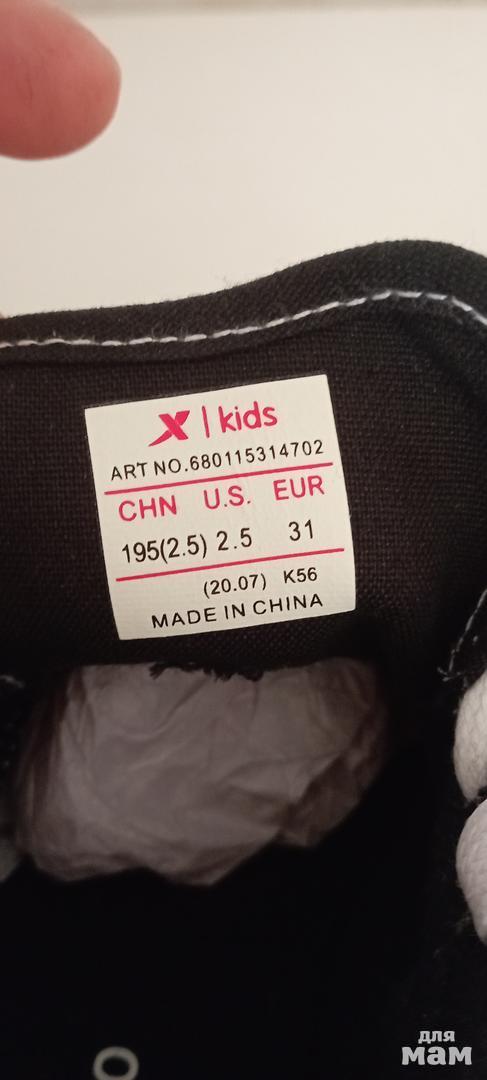 X | kids
ART NO.680115314702
CHN U.S. EUR
195(2.5) 2.5 31
(20.07) K56
MADE IN CHINA
для
мам